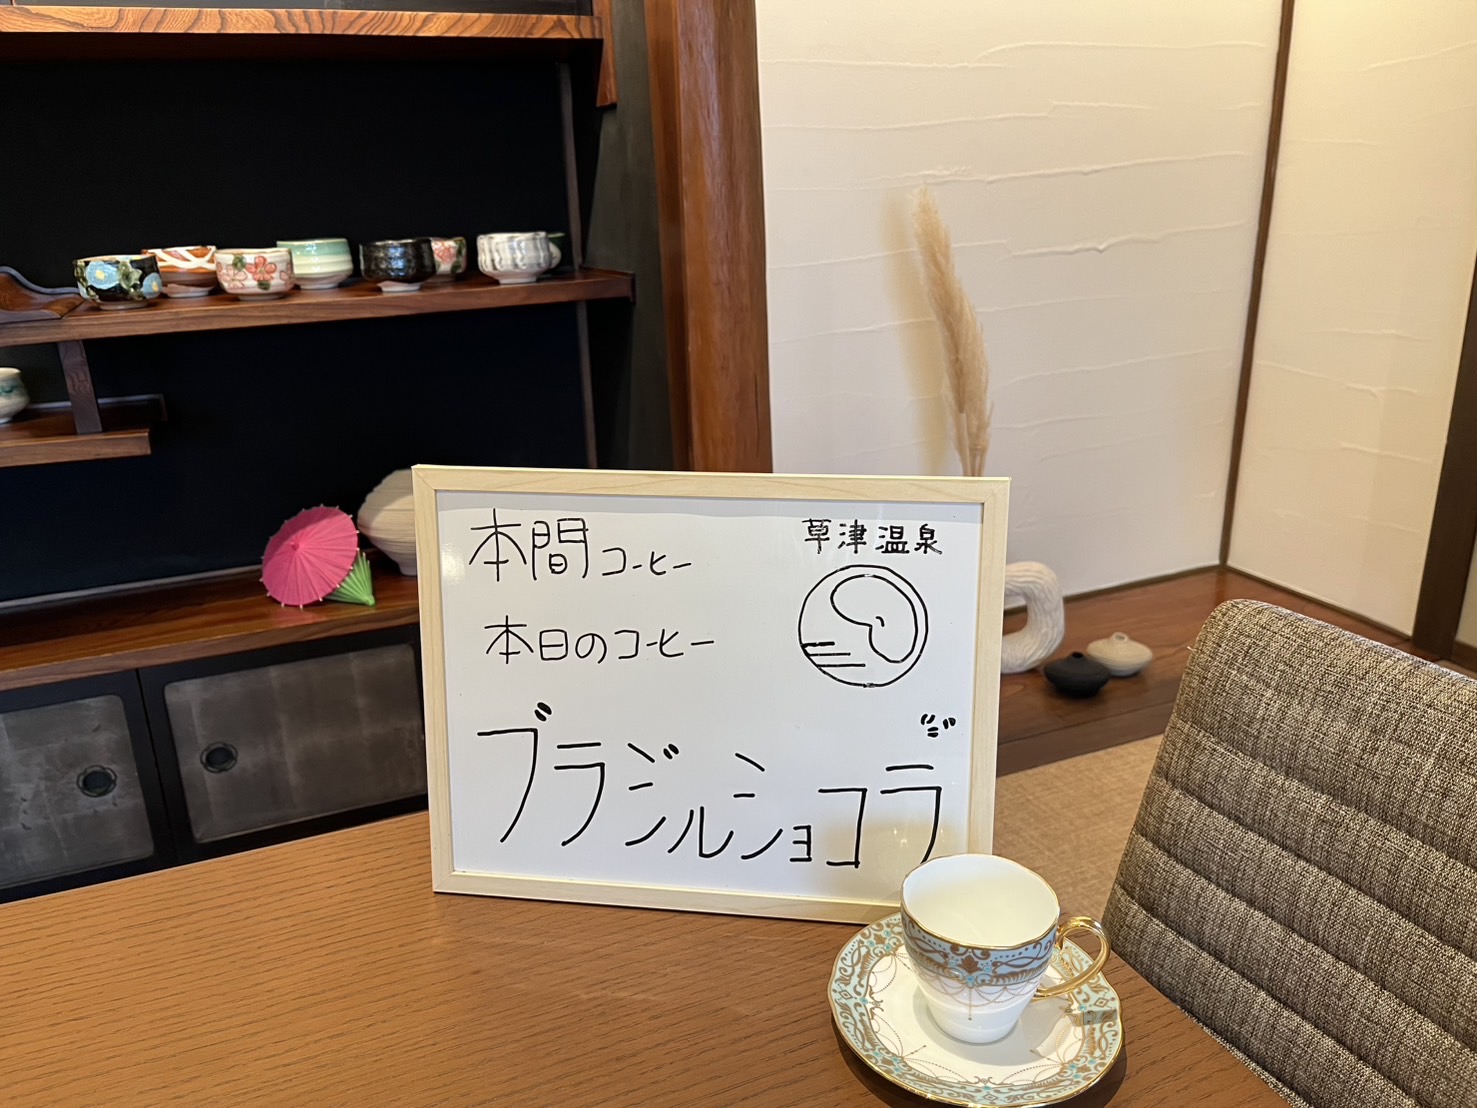 本間コーヒー
草津温泉
本日のコーヒー
ブラジルショコラ